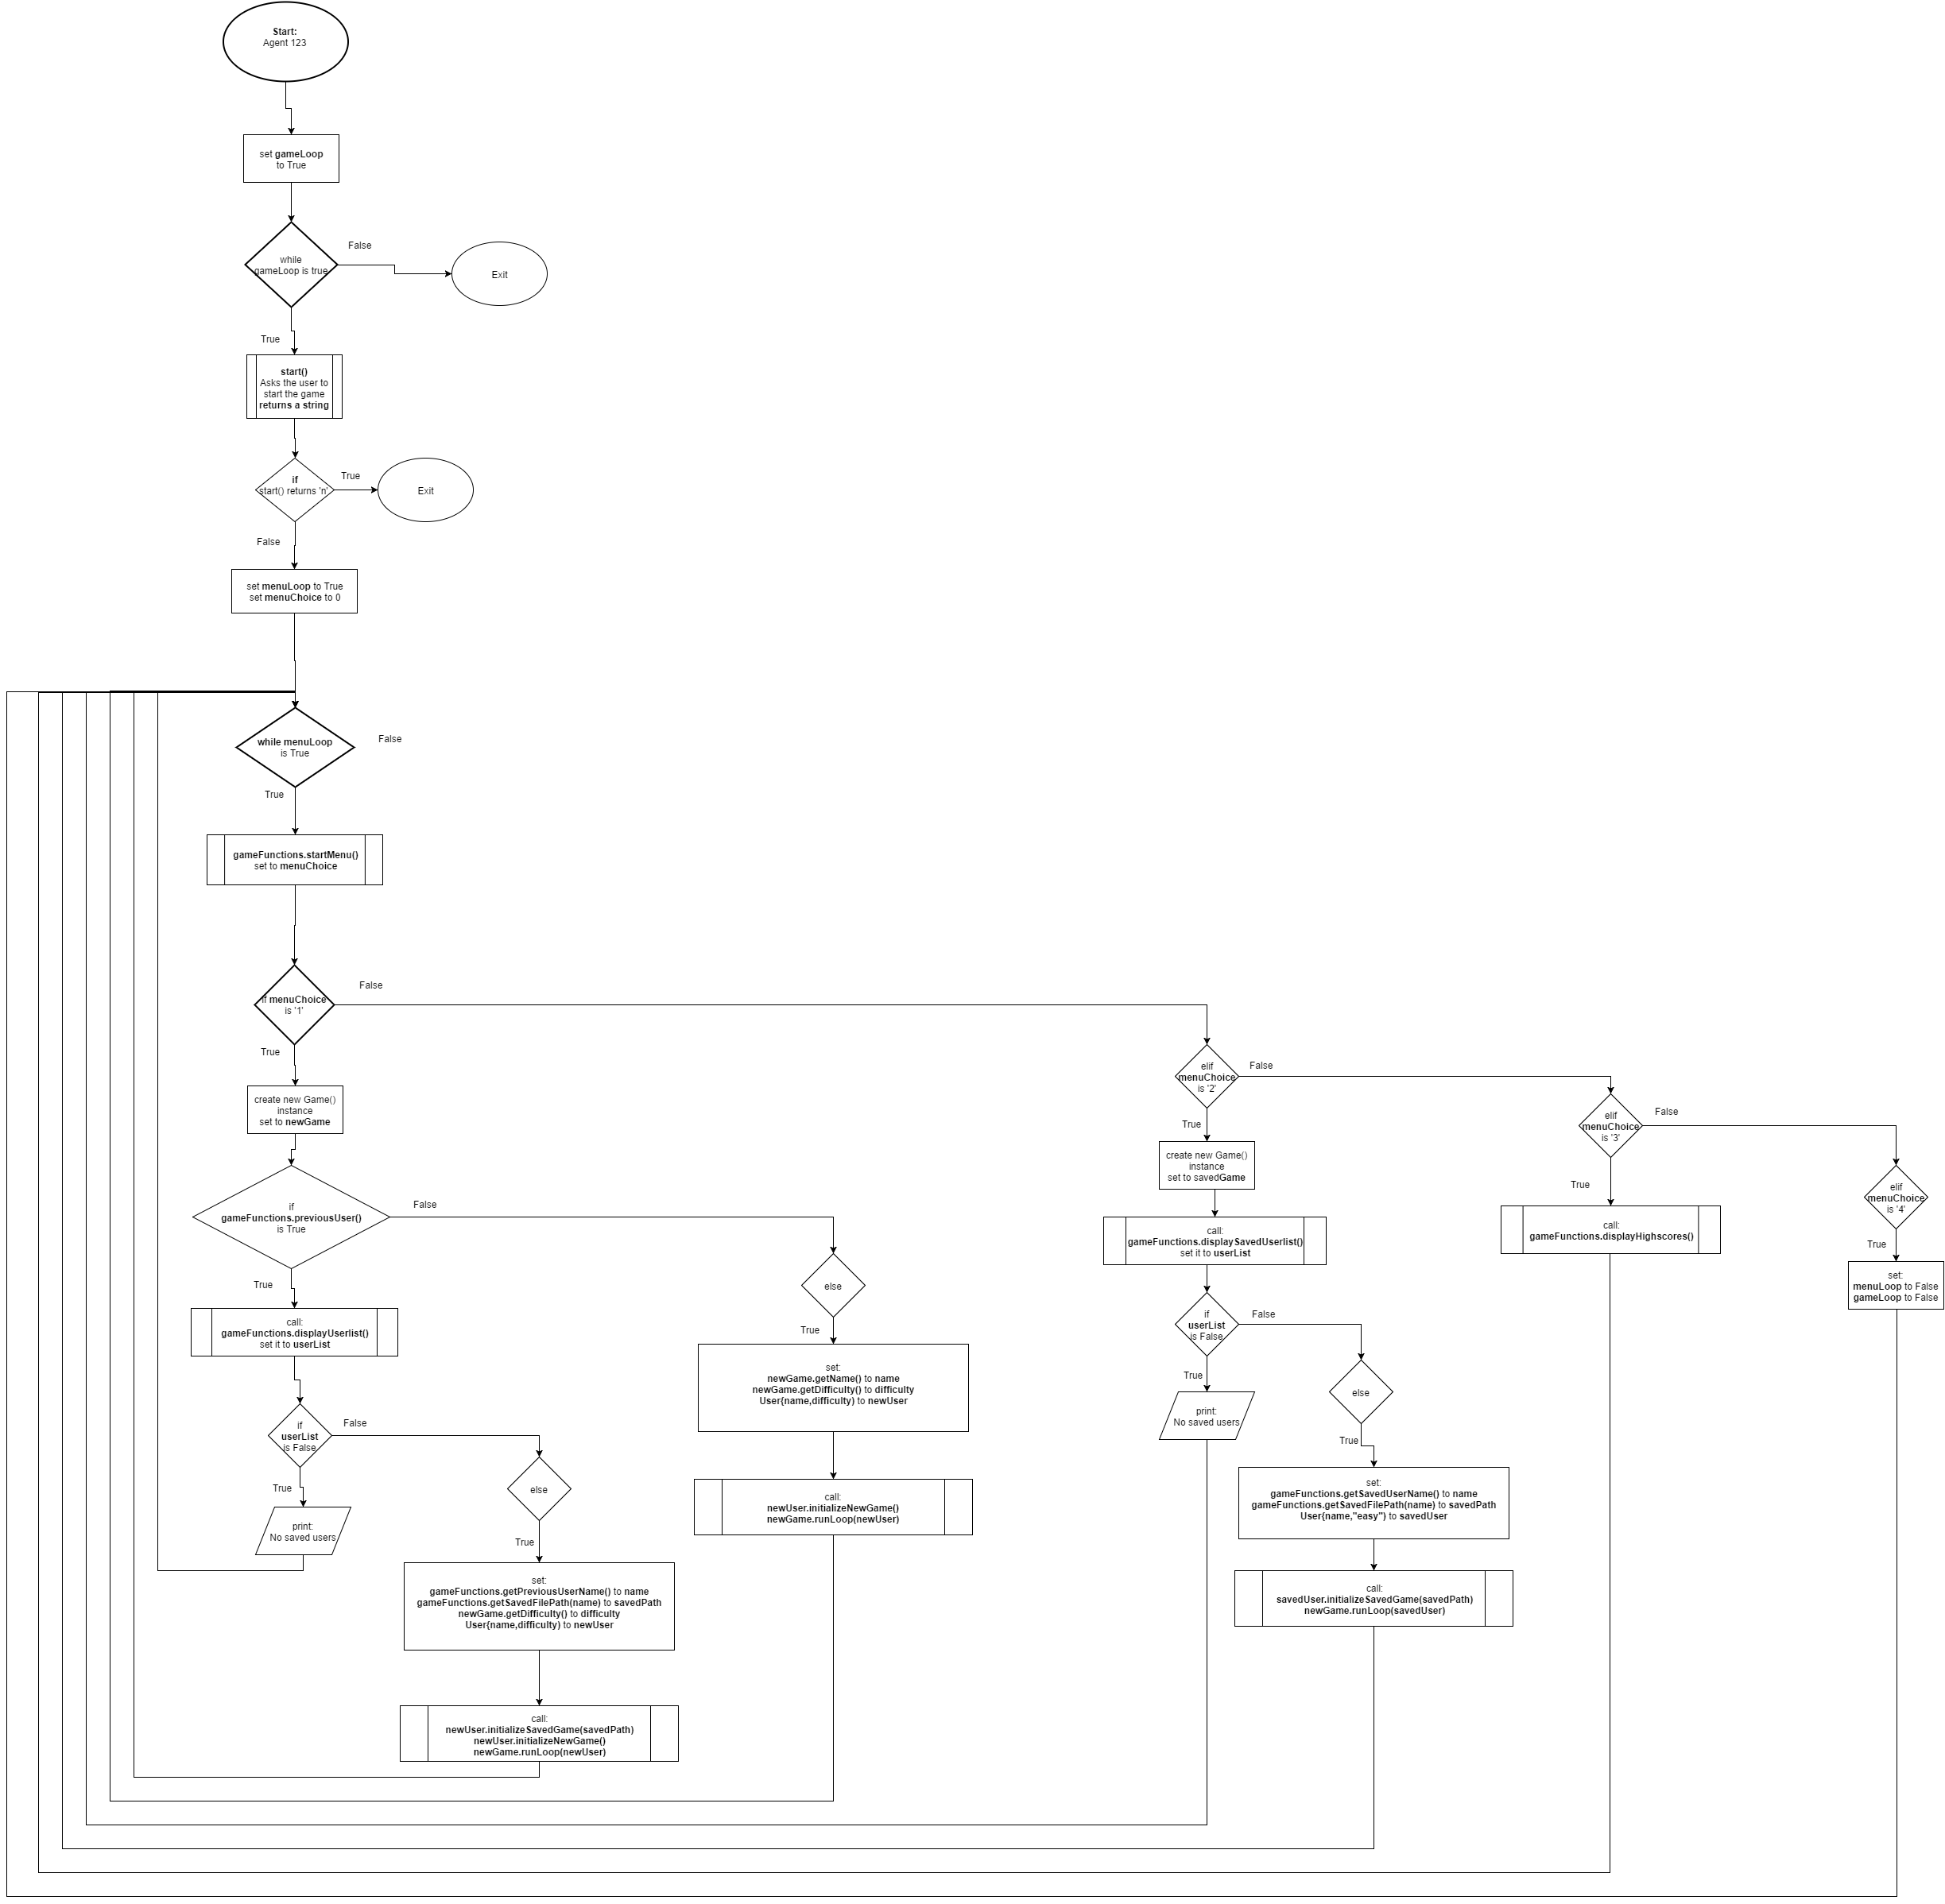 Start:
Agent 123
set gameLoop
to True
while
gameLoop is true
False
Exit
True
start()
Asks the user to
start the game
returns a string
if
start() returns 'n'
True
Exit
False
set menuLoop to True
set menuChoice to 0
while menuLoop
is True
False
True
gameFunctions.startMenu()
set to menuChoice
if menuChoice
is '1'
False
True
create new Game()
instance
set to newGame
if
gameFunctions.previousUser()
is True
False
True
call:
gameFunctions.displayUserlist()
set it to userList
if
userList
is False
False
True
print:
No saved users
else
True
set:
gameFunctions.getPreviousUserName() to name
gameFunctions.getSavedFilePath(name) to savedPath
newGame.getDifficulty() to difficulty
User(name,difficulty) to newUser
call:
newUser.initializeSavedGame(savedPath)
newUser.initializeNewGame()
newGame.runLoop(newUser)
else
True
set:
newGame.getName() to name
newGame.getDifficulty() to difficulty
User(name,difficulty) to newUser
call:
newUser.initializeNewGame()
newGame.runLoop(newUser)
elif
menuChoice
is '2'
False
True
create new Game()
instance
set to savedGame
call:
gameFunctions.displaySavedUserlist()
set it to userList
if
userList
is False
False
True
print:
No saved users
else
True
set:
gameFunctions.getSavedUserName() to name
gameFunctions.getSavedFilePath(name) to savedPath
User(name,"easy") to savedUser
call:
savedUser.initializeSavedGame(savedPath)
newGame.runLoop(savedUser)
elif
menuChoice
is '3'
False
True
call:
gameFunctions.displayHighscores()
elif
menuChoice
is '4'
True
set:
menuLoop to False
gameLoop to False